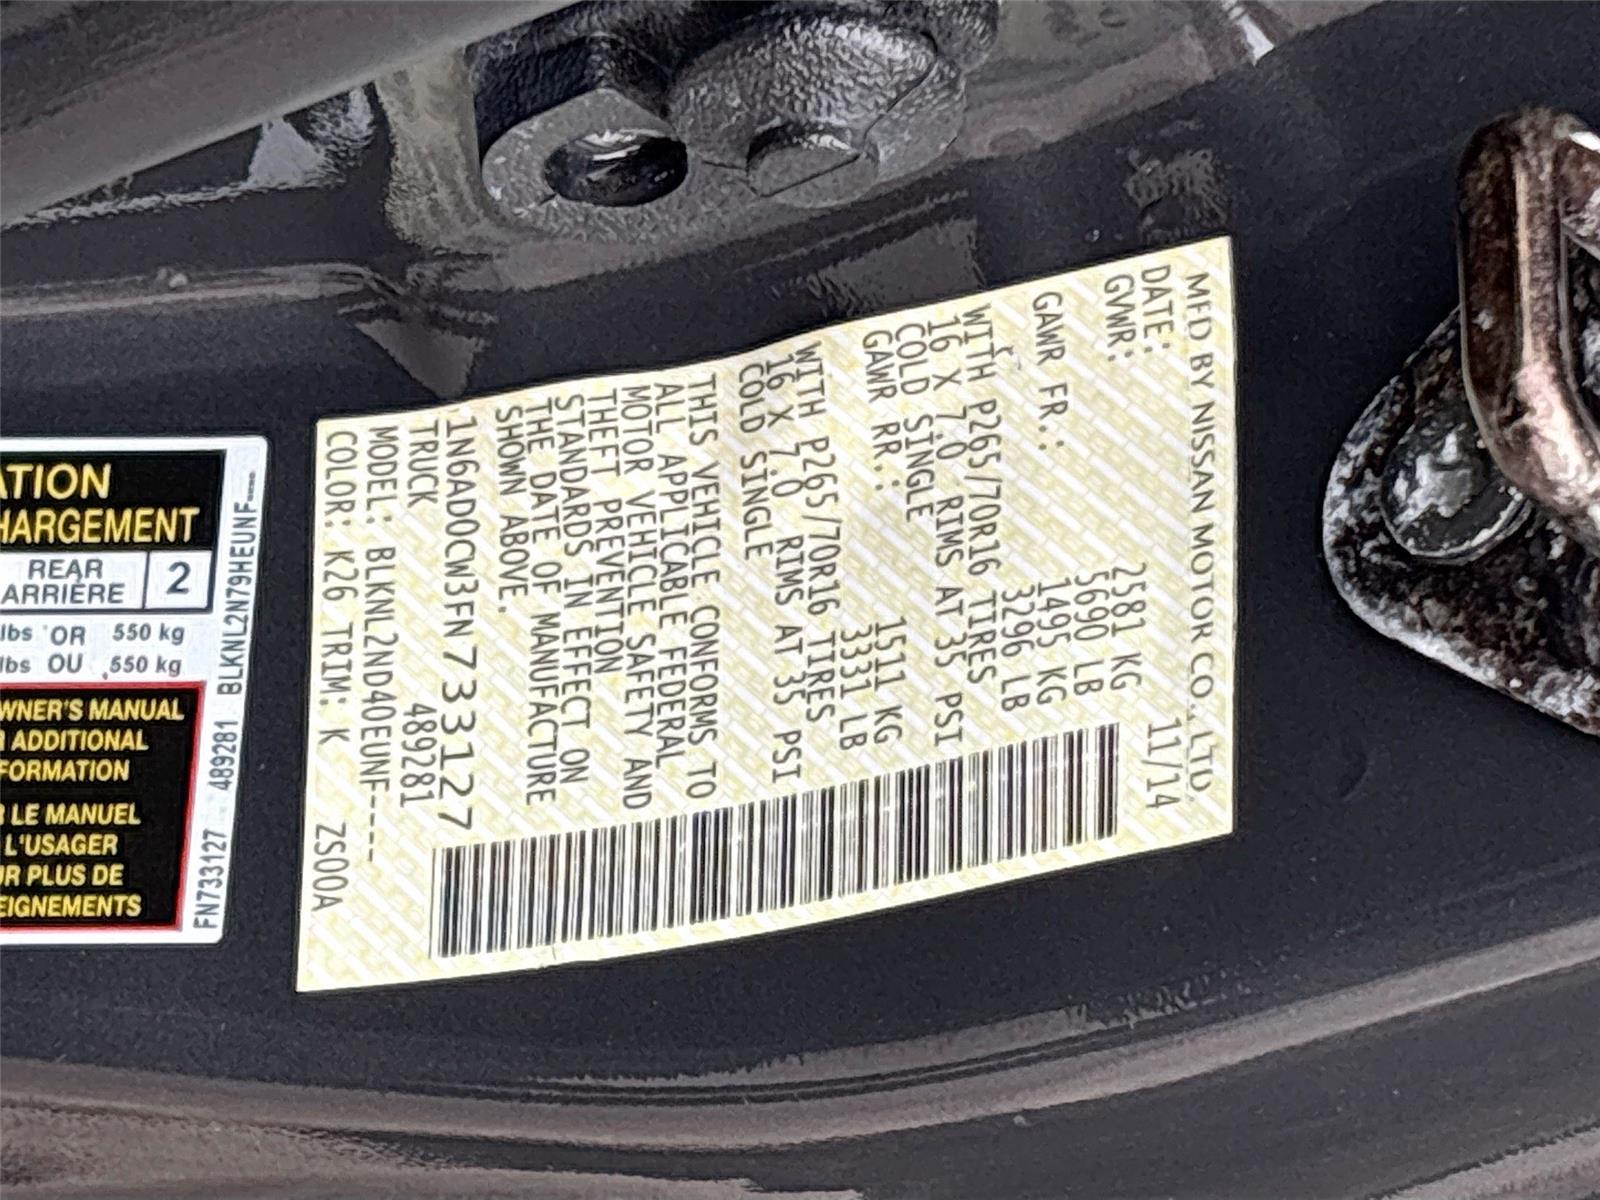 MFD BY NISSAN MOTOR CO., LTD.
DATE: 11/14
GVWR: 2581 KG
5690 LB
GAWR FR.: 1495 KG
3296 LB
WITH P265/70R16 TIRES
16 X 7.0 RIMS AT 35 PSI
COLD SINGLE
GAWR RR.: 1511 KG
3331 LB
WITH P265/70R16 TIRES
16 X 7.0 RIMS AT 35 PSI
COLD SINGLE
THIS VEHICLE CONFORMS TO
ALL APPLICABLE FEDERAL
MOTOR VEHICLE SAFETY AND
THEFT PREVENTION
STANDARDS IN EFFECT ON
THE DATE OF MANUFACTURE
SHOWN ABOVE.
1N6AD0CW3FN733127
TRUCK 489281
MODEL: BLKNL2ND40EUNF----
COLOR: K26 TRIM: K ZS00A
ATION
HARGEMENT
REAR 2
ARRIÈRE
lbs OR 550 kg
lbs OU 550 kg
WNER'S MANUAL
R ADDITIONAL
FORMATION
R LE MANUEL
L'USAGER
UR PLUS DE
EIGNEMENTS
FN733127 489281 BLKNL2N79HEUNF----